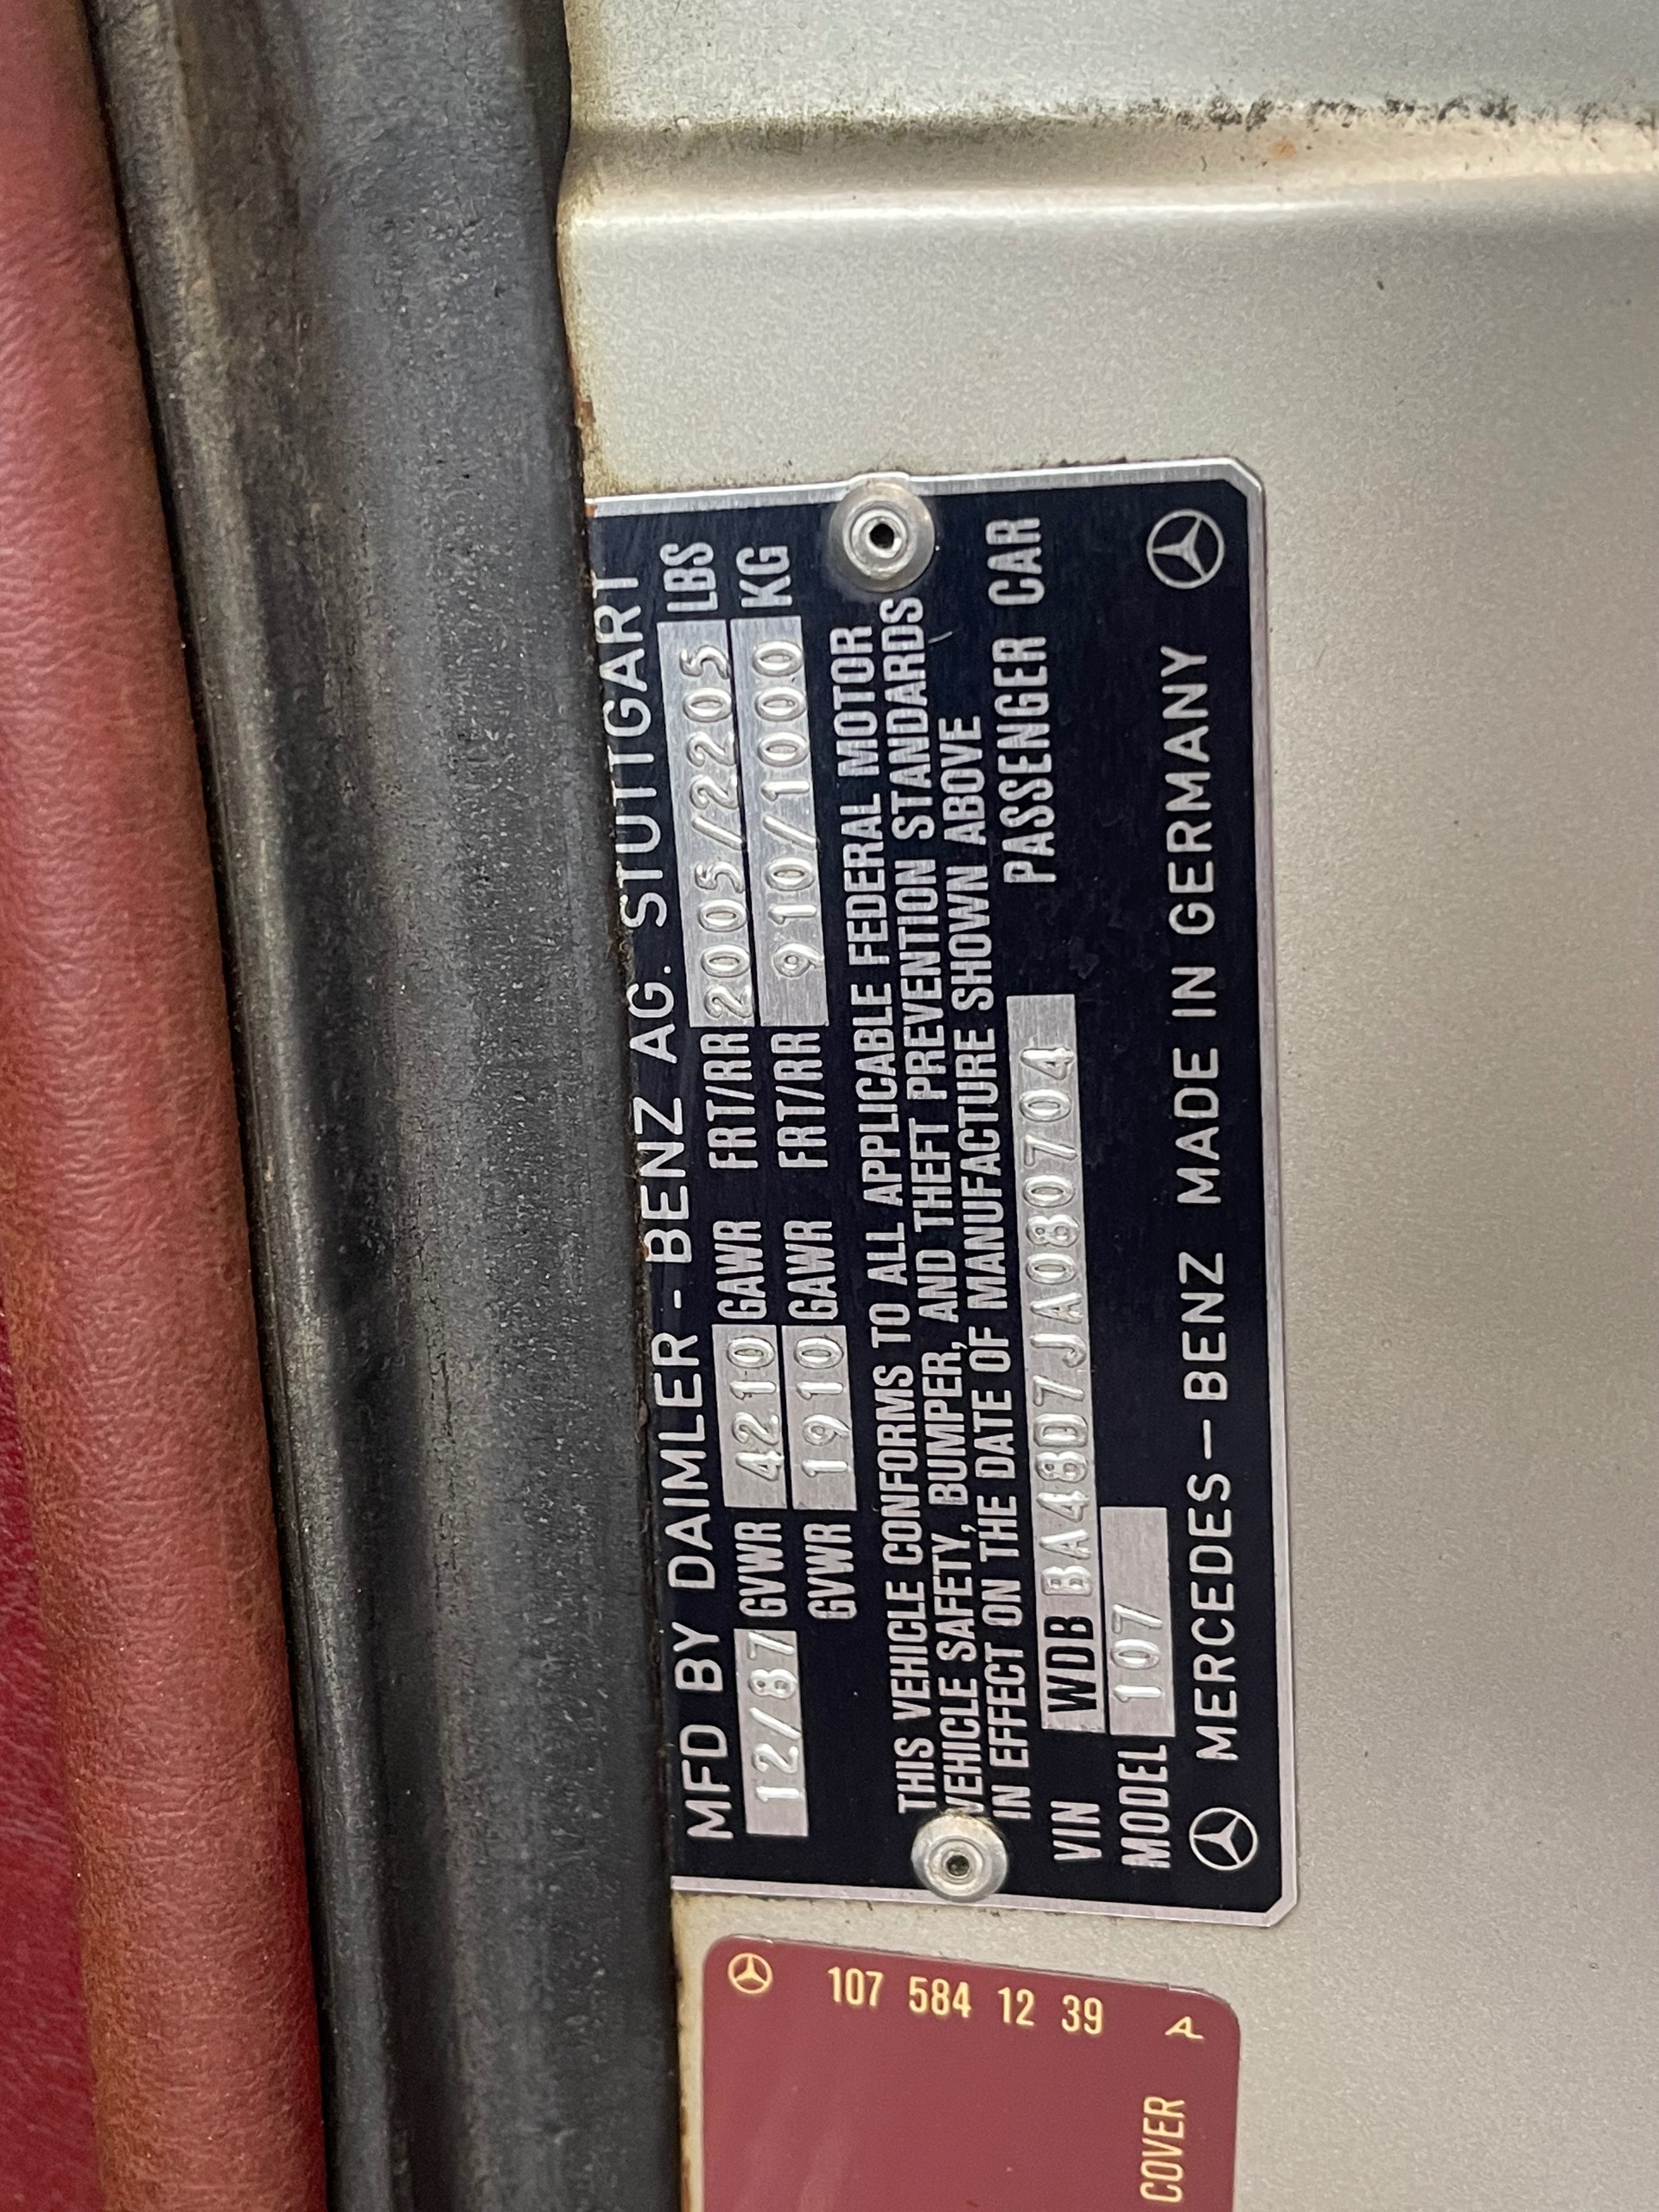 MFD BY DAIMLER - BENZ AG. STUTTGART
12/87 GVWR 4210 GAWR FRT/RR 2005/2205 LBS
GVWR 1910 GAWR FRT/RR 910/1000 KG
THIS VEHICLE CONFORMS TO ALL APPLICABLE FEDERAL MOTOR
VEHICLE SAFETY, BUMPER, AND THEFT PREVENTION STANDARDS
IN EFFECT ON THE DATE OF MANUFACTURE SHOWN ABOVE
VIN WDB BA48D7JA080704 PASSENGER CAR
MODEL 107
MERCEDES-BENZ MADE IN GERMANY
107 584 12 39 A
COVER